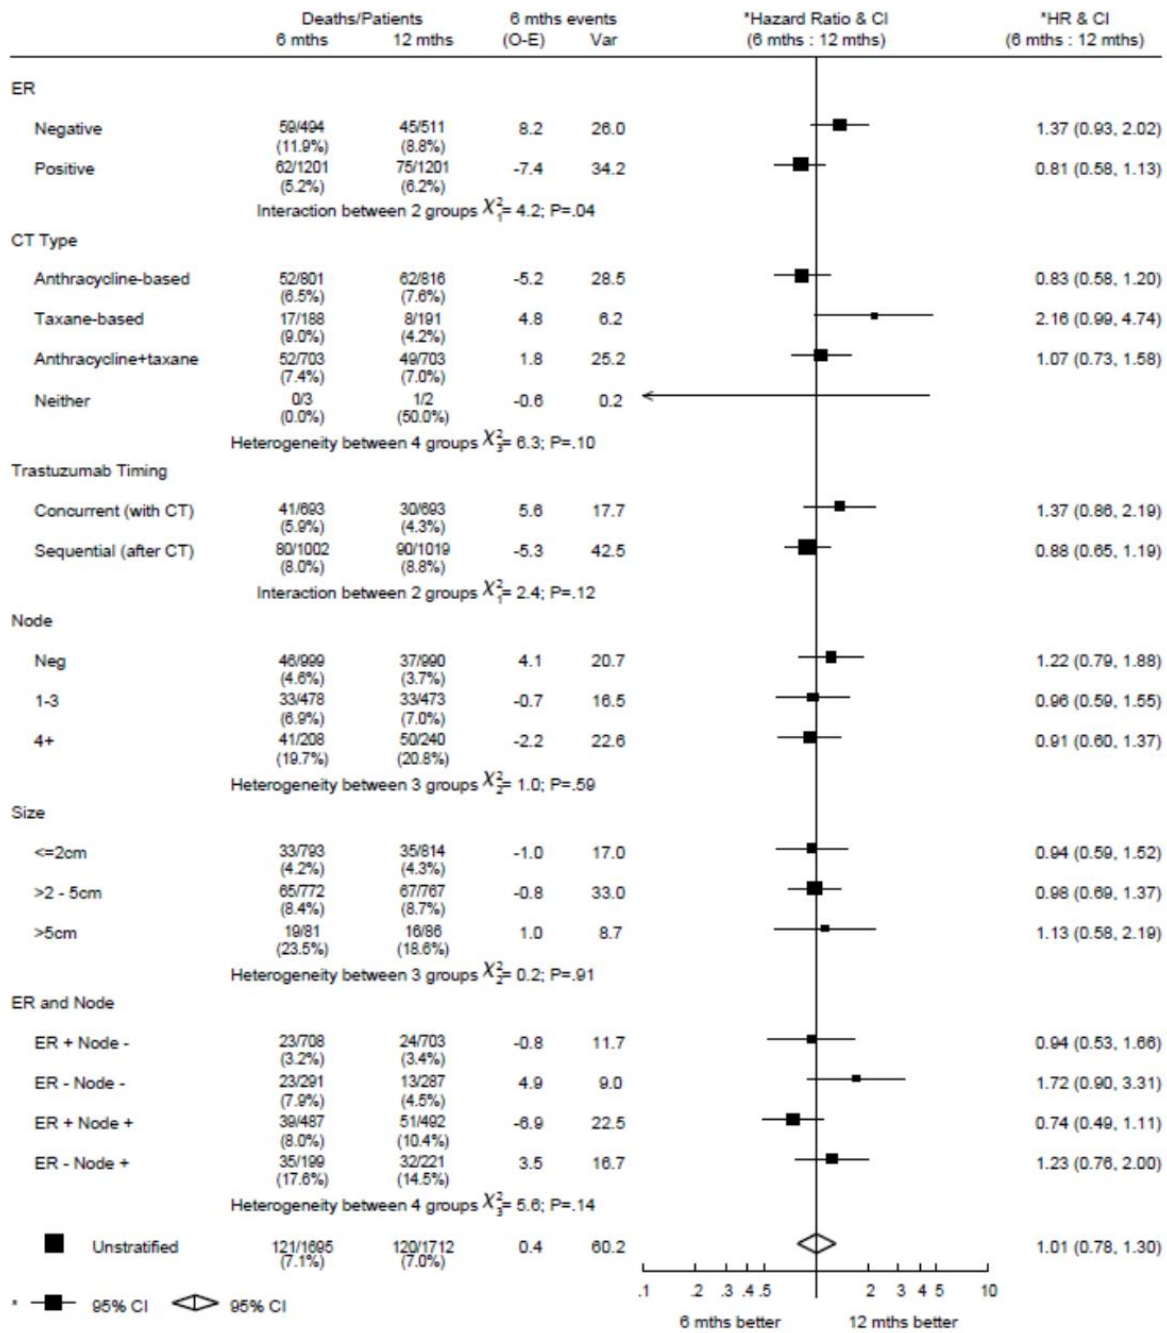 Deaths/Patients 6 mths events *Hazard Ratio & CI *HR & CI
6 mths 12 mths (O-E) Var (6 mths : 12 mths) (6 mths : 12 mths)
ER
Negative 59/494 45/511 8.2 26.0 1.37 (0.93, 2.02)
(11.9%) (8.8%)
Positive 62/1201 75/1201 -7.4 34.2 0.81 (0.58, 1.13)
(5.2%) (6.2%)
Interaction between 2 groups χ²₁= 4.2; P=.04
CT Type
Anthracycline-based 52/801 62/816 -5.2 28.5 0.83 (0.58, 1.20)
(6.5%) (7.6%)
Taxane-based 17/188 8/191 4.8 6.2 2.16 (0.99, 4.74)
(9.0%) (4.2%)
Anthracycline+taxane 52/703 49/703 1.8 25.2 1.07 (0.73, 1.58)
(7.4%) (7.0%)
Neither 0/3 1/2 -0.6 0.2
(0.0%) (50.0%)
Heterogeneity between 4 groups χ²₃= 6.3; P=.10
Trastuzumab Timing
Concurrent (with CT) 41/693 30/693 5.6 17.7 1.37 (0.86, 2.19)
(5.9%) (4.3%)
Sequential (after CT) 80/1002 90/1019 -5.3 42.5 0.88 (0.65, 1.19)
(8.0%) (8.8%)
Interaction between 2 groups χ²₁= 2.4; P=.12
Node
Neg 46/999 37/990 4.1 20.7 1.22 (0.79, 1.88)
(4.6%) (3.7%)
1-3 33/478 33/473 -0.7 16.5 0.96 (0.59, 1.55)
(6.9%) (7.0%)
4+ 41/208 50/240 -2.2 22.6 0.91 (0.60, 1.37)
(19.7%) (20.8%)
Heterogeneity between 3 groups χ²₂= 1.0; P=.59
Size
<=2cm 33/793 35/814 -1.0 17.0 0.94 (0.59, 1.52)
(4.2%) (4.3%)
>2 - 5cm 65/772 67/767 -0.8 33.0 0.98 (0.69, 1.37)
(8.4%) (8.7%)
>5cm 19/81 16/86 1.0 8.7 1.13 (0.58, 2.19)
(23.5%) (18.6%)
Heterogeneity between 3 groups χ²₂= 0.2; P=.91
ER and Node
ER + Node - 23/708 24/703 -0.8 11.7 0.94 (0.53, 1.66)
(3.2%) (3.4%)
ER - Node - 23/291 13/287 4.9 9.0 1.72 (0.90, 3.31)
(7.9%) (4.5%)
ER + Node + 39/487 51/492 -6.9 22.5 0.74 (0.49, 1.11)
(8.0%) (10.4%)
ER - Node + 35/199 32/221 3.5 16.7 1.23 (0.76, 2.00)
(17.6%) (14.5%)
Heterogeneity between 4 groups χ²₃= 5.6; P=.14
Unstratified 121/1695 120/1712 0.4 60.2 1.01 (0.78, 1.30)
(7.1%) (7.0%)
.1 .2 .3 .4 .5 2 3 4 5 10
* 95% CI 95% CI
6 mths better 12 mths better